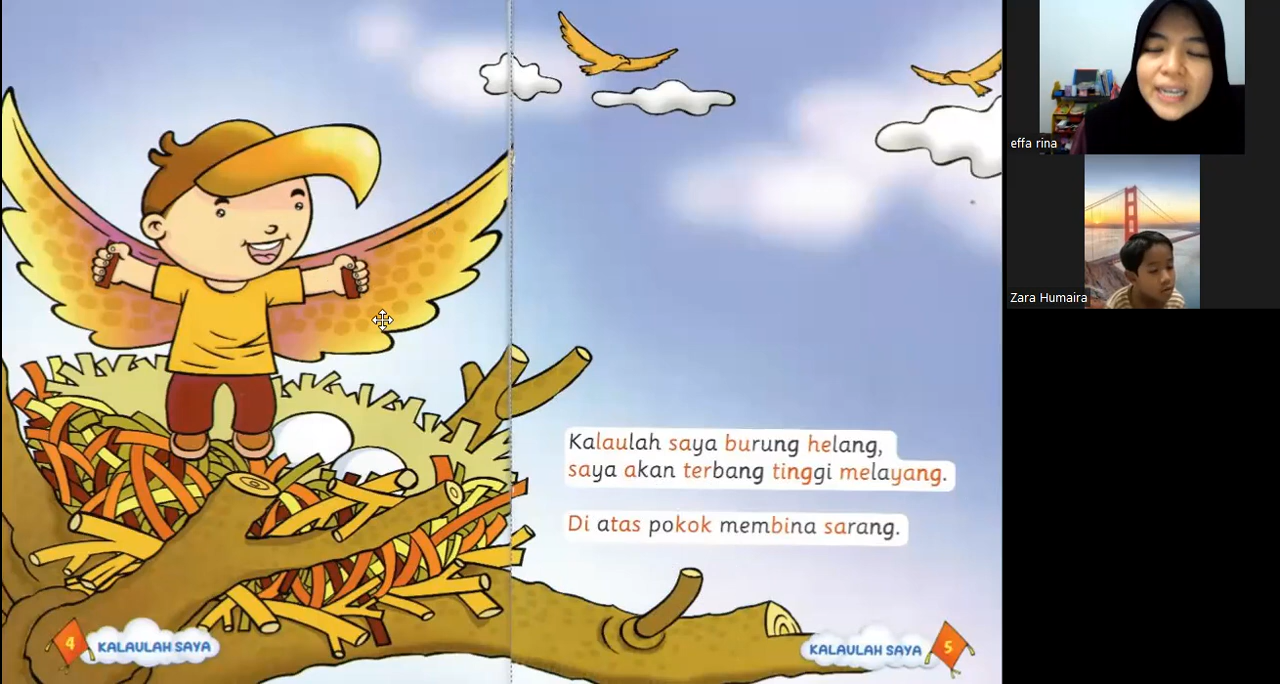 Kalaulah saya burung helang,
saya akan terbang tinggi melayang.
Di atas pokok membina sarang.
4 KALAULAH SAYA
KALAULAH SAYA 5
effa rina
Zara Humaira